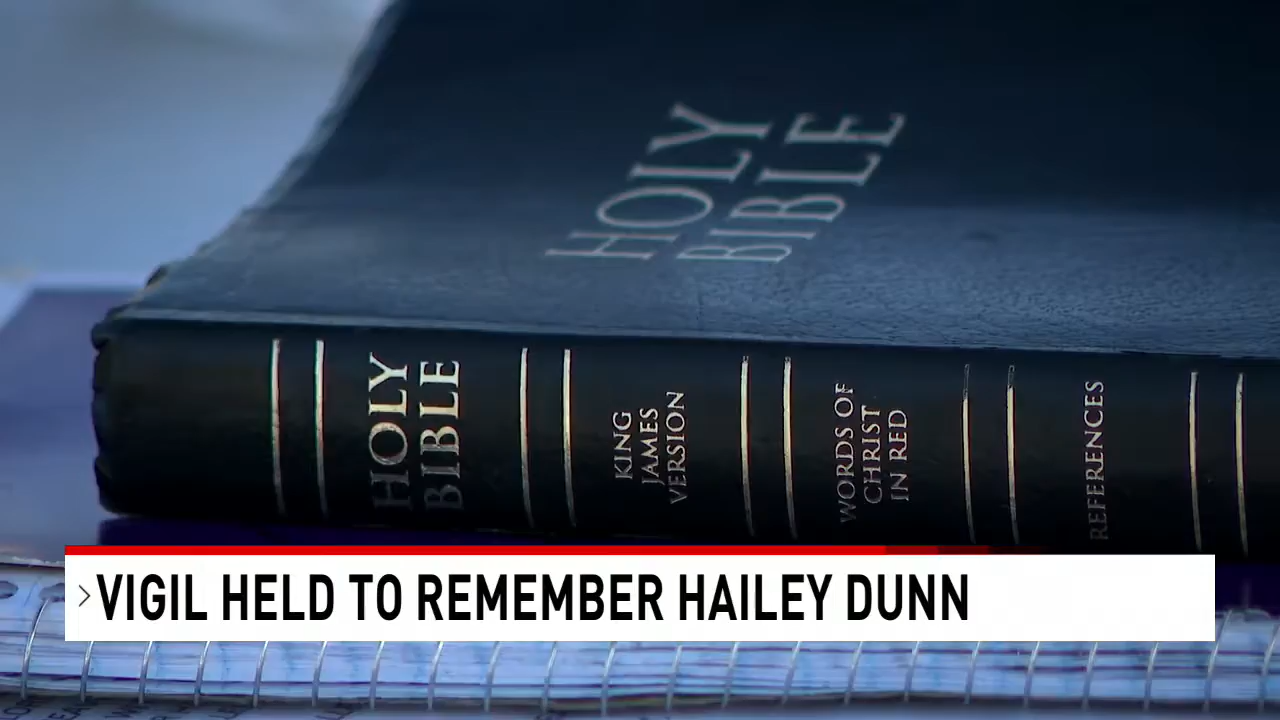 HOLY
BIBLE
HOLY
BIBLE
KING
JAMES
VERSION
WORDS OF
CHRIST
IN RED
REFERENCES
VIGIL HELD TO REMEMBER HAILEY DUNN